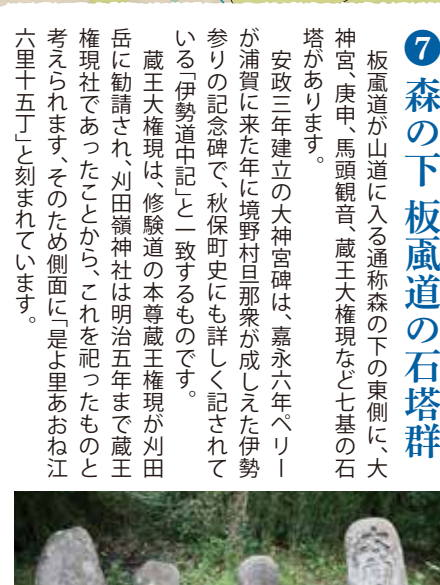 ❼ 森の下 板颪道の石塔群
板颪道が山道に入る通称森の下の東側に、大
神宮、庚申、馬頭観音、蔵王大権現など七基の石
塔があります。
安政三年建立の大神宮碑は、嘉永六年ペリー
が浦賀に来た年に境野村旦那衆が成しえた伊勢
参りの記念碑で、秋保町史にも詳しく記されて
いる「伊勢道中記」と一致するものです。
蔵王大権現は、修験道の本尊蔵王権現が刈田
岳に勧請され、刈田嶺神社は明治五年まで蔵王
権現社であったことから、これを祀ったものと
考えられます、そのため側面に「是よ里あおね江
六里十五丁」と刻まれています。